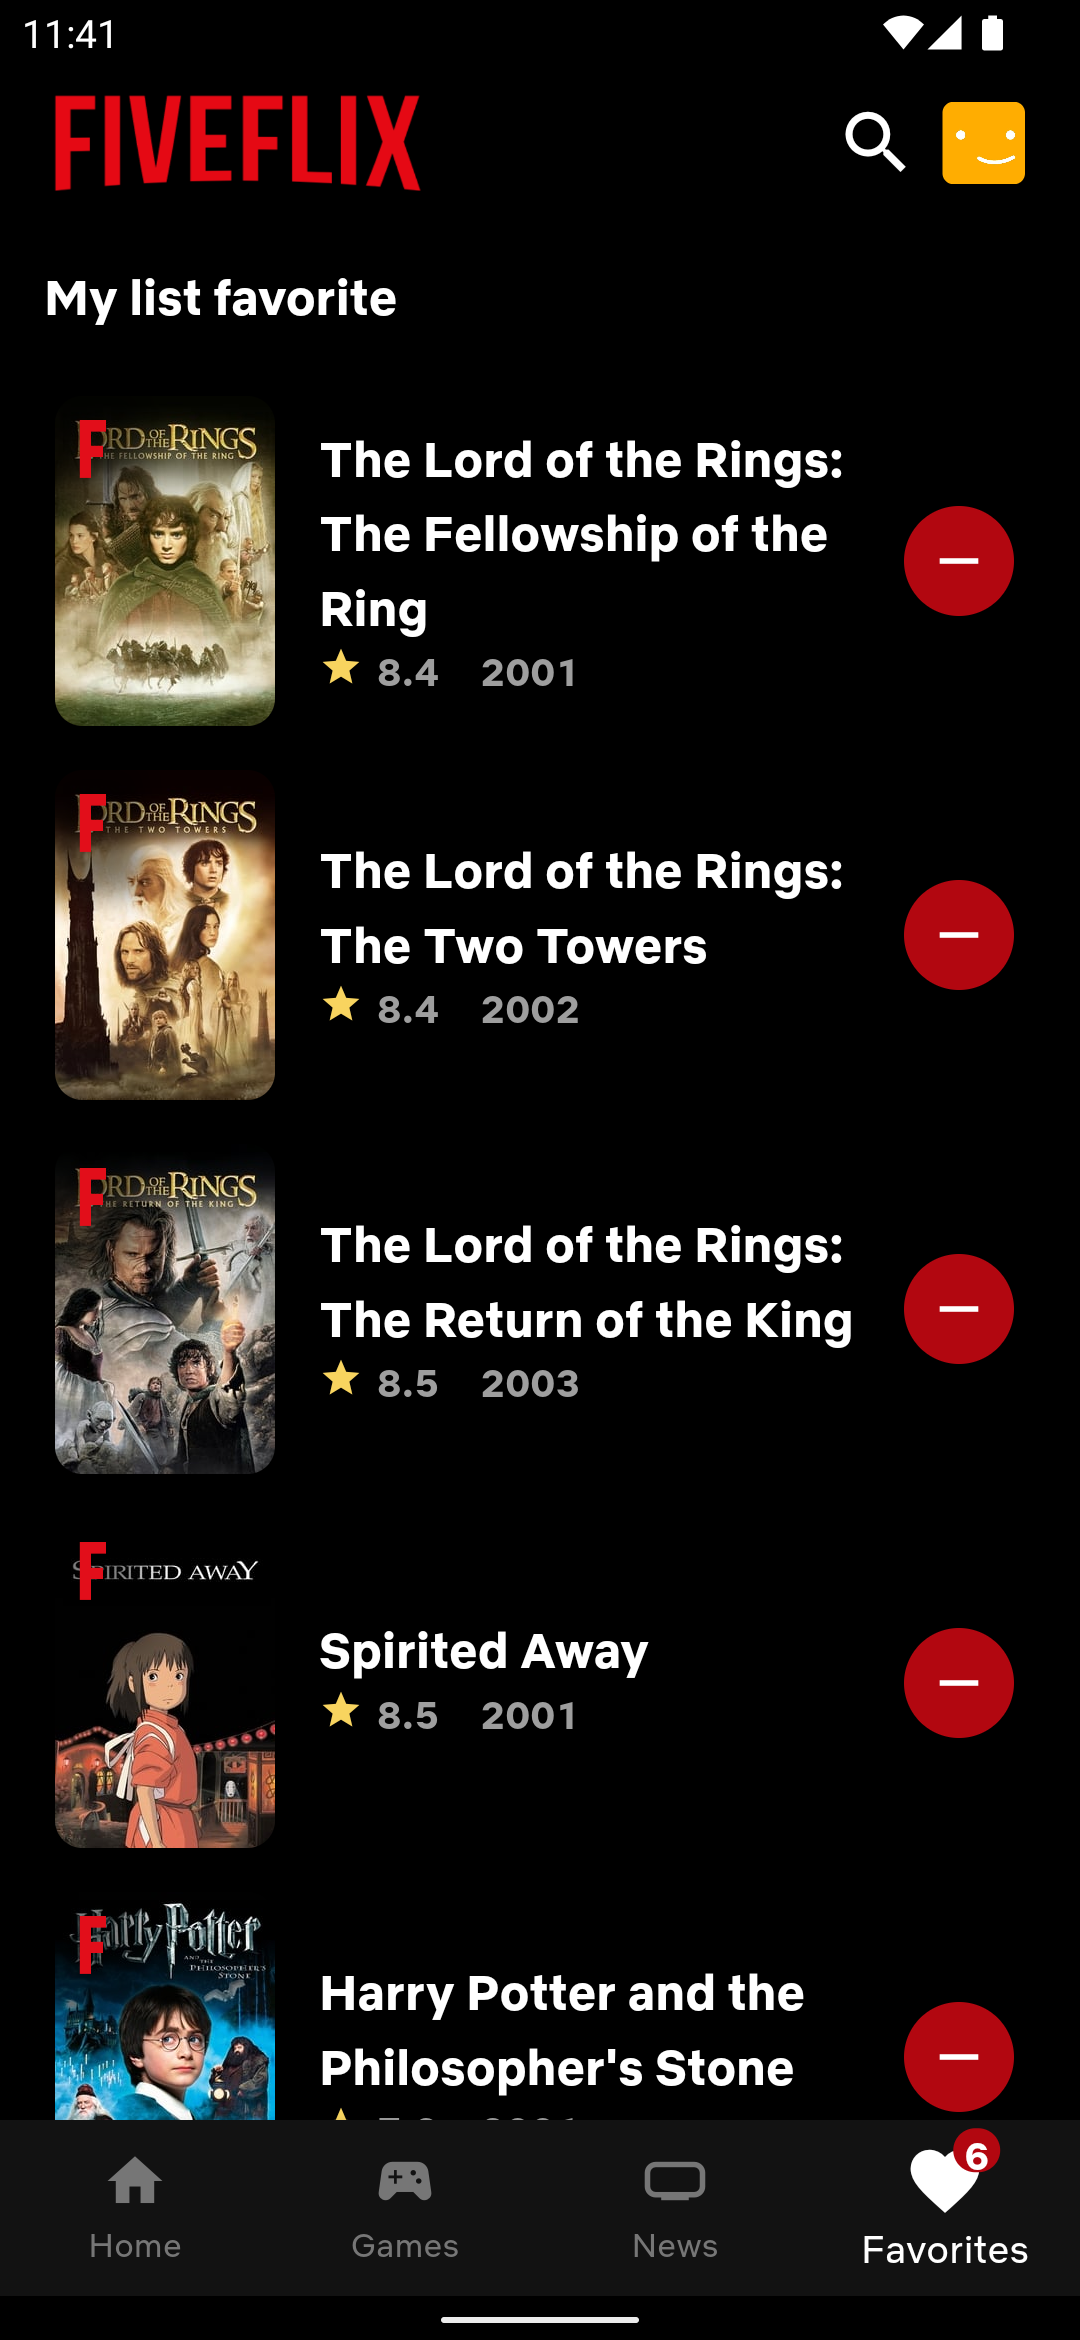 11:41
FIVEFLIX
My list favorite
F ORD OF THE RINGS
THE FELLOWSHIP OF THE RING
The Lord of the Rings:
The Fellowship of the
Ring
8.4 2001
F ORD OF THE RINGS
THE TWO TOWERS
The Lord of the Rings:
The Two Towers
8.4 2002
F ORD OF THE RINGS
THE RETURN OF THE KING
The Lord of the Rings:
The Return of the King
8.5 2003
F
SPIRITED AWAY
Spirited Away
8.5 2001
F
Harry Potter
AND THE
PHILOSOPHER'S
STONE
Harry Potter and the
Philosopher's Stone
6
Home
Games
News
Favorites